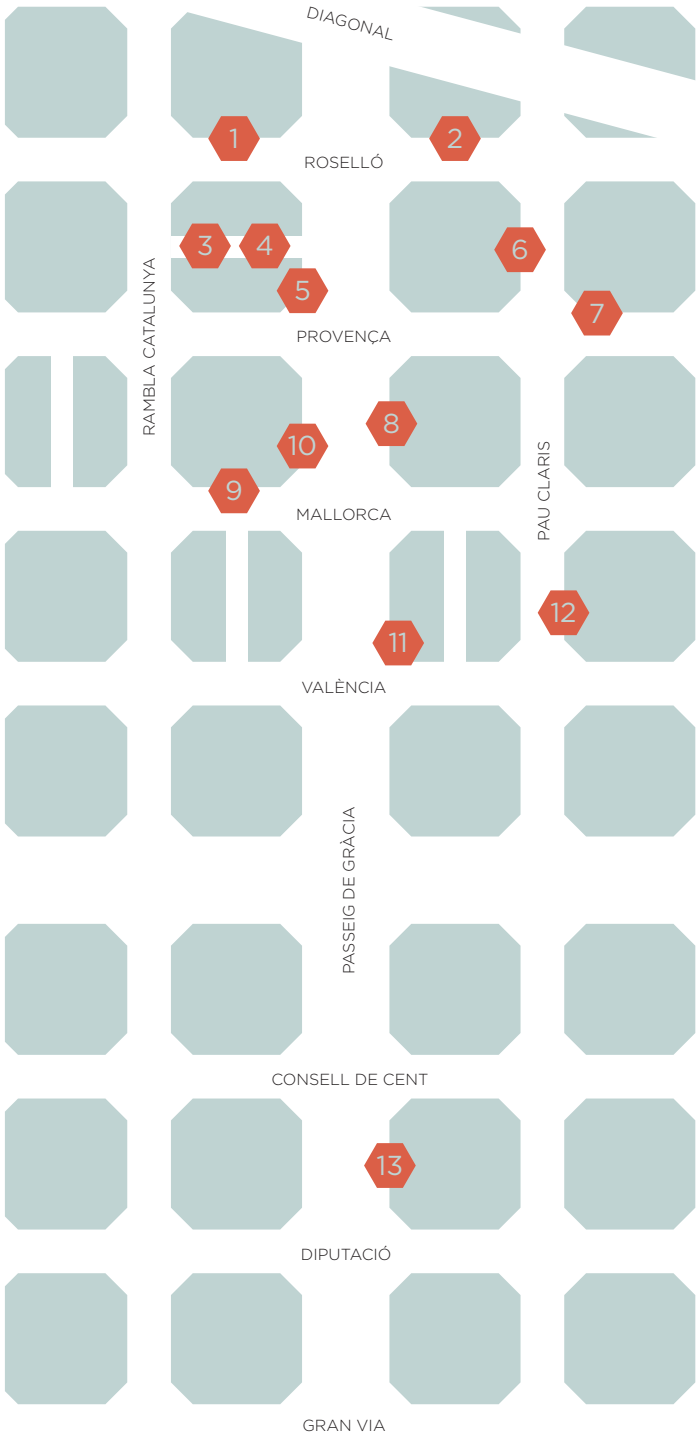 DIAGONAL
1
2
ROSELLÓ
3
4
6
5
7
RAMBLA CATALUNYA
PROVENÇA
8
10
9
MALLORCA
PAU CLARIS
12
11
VALÈNCIA
PASSEIG DE GRÀCIA
CONSELL DE CENT
13
DIPUTACIÓ
GRAN VIA